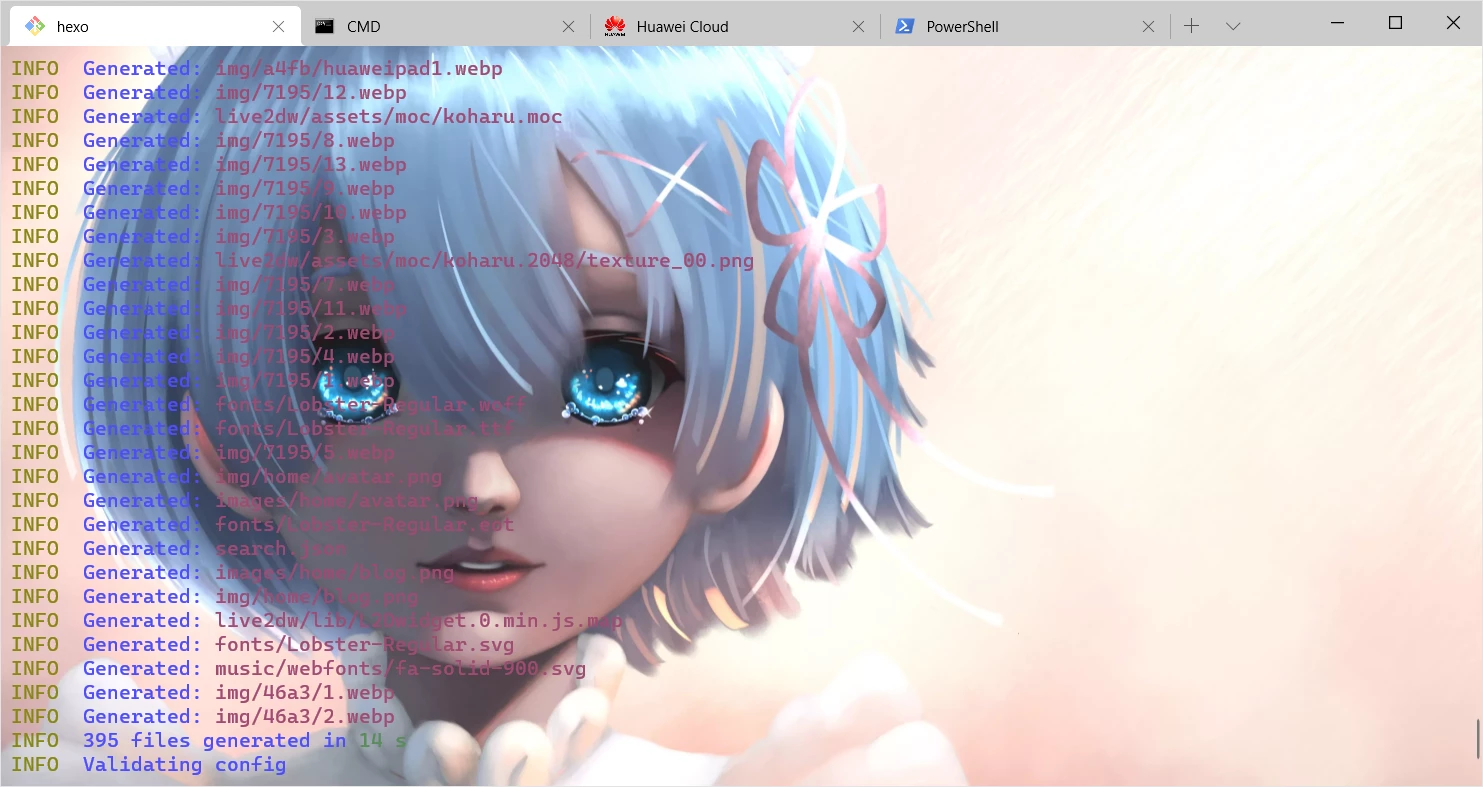 hexo CMD Huawei Cloud PowerShell
HUAWEI
INFO Generated: img/a4fb/huaweipad1.webp
INFO Generated: img/7195/12.webp
INFO Generated: live2dw/assets/moc/koharu.moc
INFO Generated: img/7195/8.webp
INFO Generated: img/7195/13.webp
INFO Generated: img/7195/9.webp
INFO Generated: img/7195/10.webp
INFO Generated: img/7195/3.webp
INFO Generated: live2dw/assets/moc/koharu.2048/texture_00.png
INFO Generated: img/7195/7.webp
INFO Generated: img/7195/11.webp
INFO Generated: img/7195/2.webp
INFO Generated: img/7195/4.webp
INFO Generated: img/7195/1.webp
INFO Generated: fonts/Lobster-Regular.woff
INFO Generated: fonts/Lobster-Regular.ttf
INFO Generated: img/7195/5.webp
INFO Generated: img/home/avatar.png
INFO Generated: images/home/avatar.png
INFO Generated: fonts/Lobster-Regular.eot
INFO Generated: search.json
INFO Generated: images/home/blog.png
INFO Generated: img/home/blog.png
INFO Generated: live2dw/lib/L2Dwidget.0.min.js.map
INFO Generated: fonts/Lobster-Regular.svg
INFO Generated: music/webfonts/fa-solid-900.svg
INFO Generated: img/46a3/1.webp
INFO Generated: img/46a3/2.webp
INFO 395 files generated in 14 s
INFO Validating config